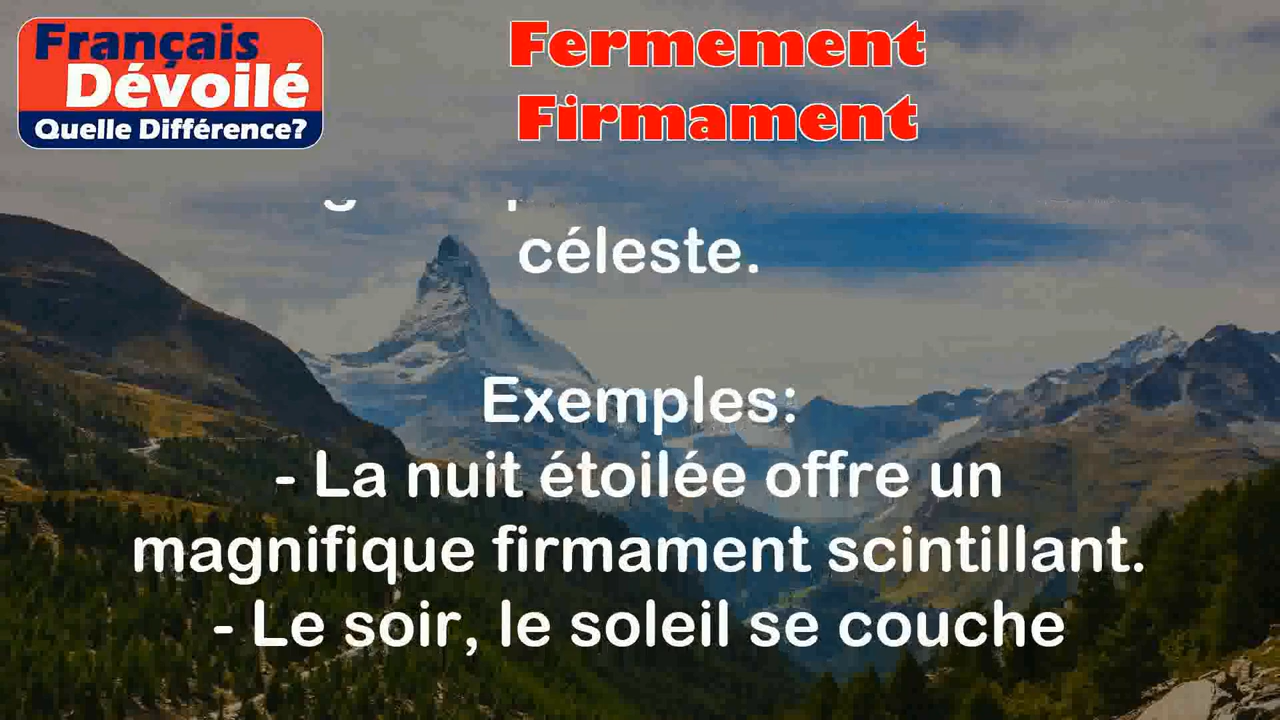 Français
Dévoilé
Quelle Différence?
Fermement
Firmament
céleste.
Exemples:
- La nuit étoilée offre un
magnifique firmament scintillant.
- Le soir, le soleil se couche